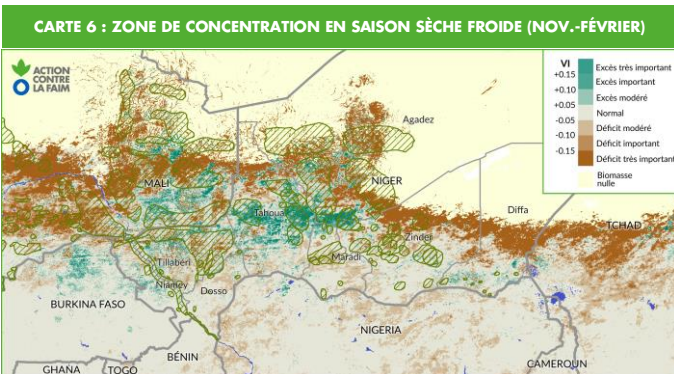 CARTE 6 : ZONE DE CONCENTRATION EN SAISON SÈCHE FROIDE (NOV.-FÉVRIER)
ACTION
CONTRE
LA FAIM
VI
+0.15
+0.10
+0.05
-0.05
-0.10
-0.15
Excès très important
Excès important
Excès modéré
Normal
Déficit modéré
Déficit important
Déficit très important
Biomasse
nulle
Agadez
MALI
NIGER
Tahoua
Diffa
TCHAD
Zinder
Maradi
Tillabéri
Niamey
Dosso
BURKINA FASO
NIGERIA
BÉNIN
GHANA
TOGO
CAMEROUN